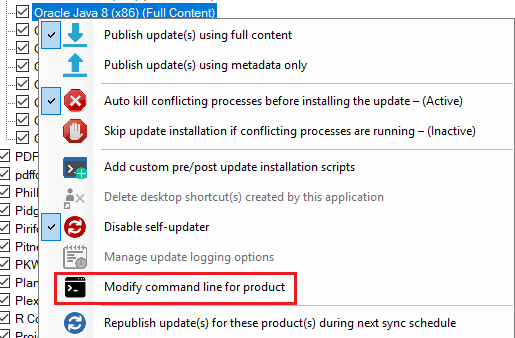 Oracle Java 8 (x86) (Full Content)
Publish update(s) using full content
Publish update(s) using metadata only
Auto kill conflicting processes before installing the update – (Active)
Skip update installation if conflicting processes are running – (Inactive)
Add custom pre/post update installation scripts
Delete desktop shortcut(s) created by this application
Disable self-updater
Manage update logging options
Modify command line for product
Republish update(s) for these product(s) during next sync schedule
PDF
pdffc
Phill
Pidg
Pirifo
Pitne
PKW
Plan
Plex
R Co